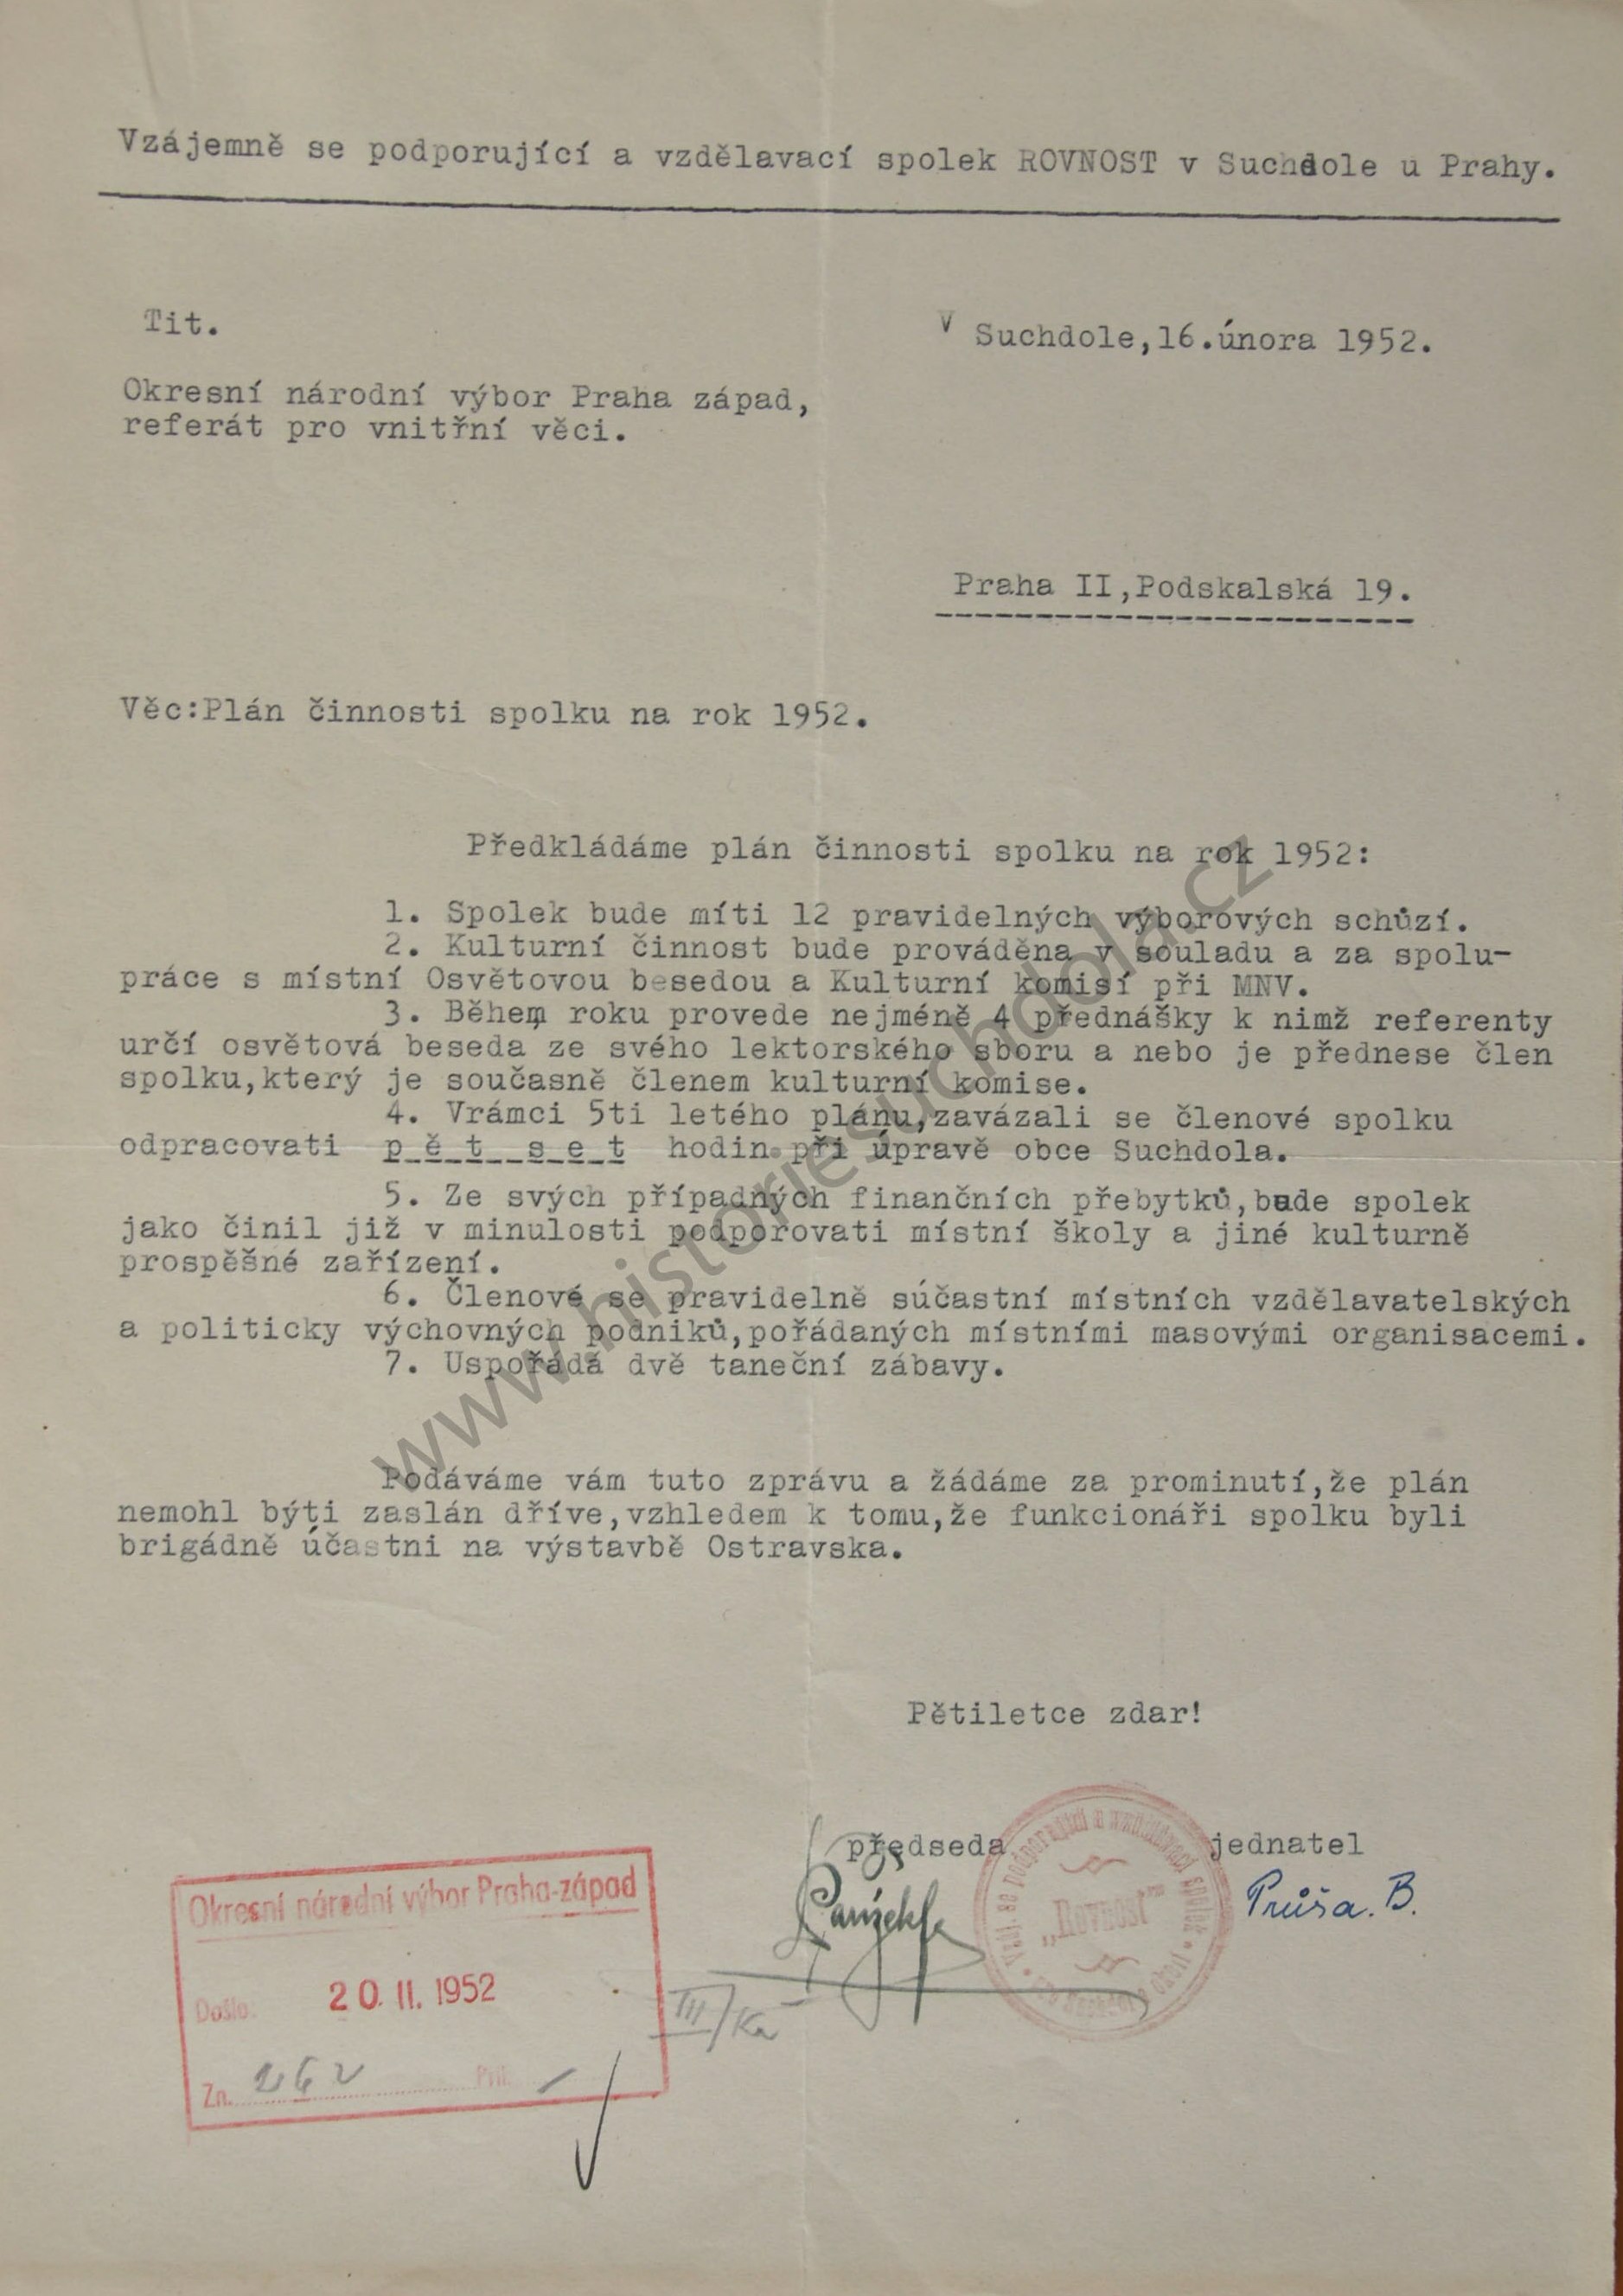 Vzájemně se podporující a vzdělavací spolek ROVNOST v Suchdole u Prahy.
Tit.
V Suchdole,16.února 1952.
Okresní národní výbor Praha západ,
referát pro vnitřní věci.
Praha II,Podskalská 19.
Věc:Plán činnosti spolku na rok 1952.
Předkládáme plán činnosti spolku na rok 1952:
1. Spolek bude míti 12 pravidelných výborových schůzí.
2. Kulturní činnost bude prováděna v souladu a za spolu-
práce s místní Osvětovou besedou a Kulturní komisí při MNV.
3. Během roku provede nejméně 4 přednášky k nimž referenty
určí osvětová beseda ze svého lektorského sboru a nebo je přednese člen
spolku,který je současně členem kulturní komise.
4. Vrámci 5ti letého plánu,zavázali se členové spolku
odpracovati p ě t s e t hodin při úpravě obce Suchdola.
5. Ze svých případných finančních přebytků,bude spolek
jako činil již v minulosti podporovati místní školy a jiné kulturně
prospěšné zařízení.
6. Členové se pravidelně súčastní místních vzdělavatelských
a politicky výchovných podniků,pořádaných místními masovými organisacemi.
7. Uspořádá dvě taneční zábavy.
www.historiesuchdola.cz
Podáváme vám tuto zprávu a žádáme za prominutí,že plán
nemohl býti zaslán dříve,vzhledem k tomu,že funkcionáři spolku byli
brigádně účastni na výstavbě Ostravska.
Pětiletce zdar!
předseda
jednatel
Průša. B.
"Rovnost"
Okresní národní výbor Praha-západ
Došlo:
20. II. 1952
III/Ka
Zn. 262 Příl.